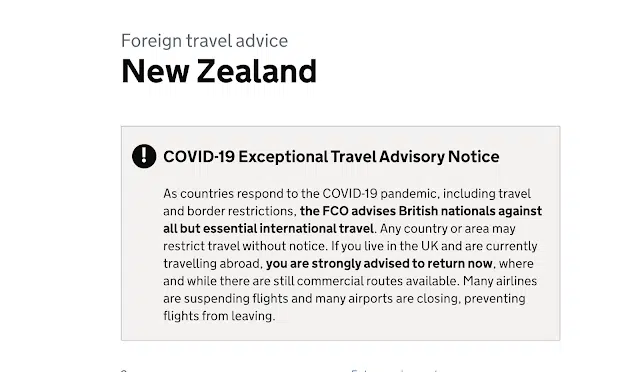 Foreign travel advice
New Zealand
COVID-19 Exceptional Travel Advisory Notice
As countries respond to the COVID-19 pandemic, including travel
and border restrictions, the FCO advises British nationals against
all but essential international travel. Any country or area may
restrict travel without notice. If you live in the UK and are currently
travelling abroad, you are strongly advised to return now, where
and while there are still commercial routes available. Many airlines
are suspending flights and many airports are closing, preventing
flights from leaving.